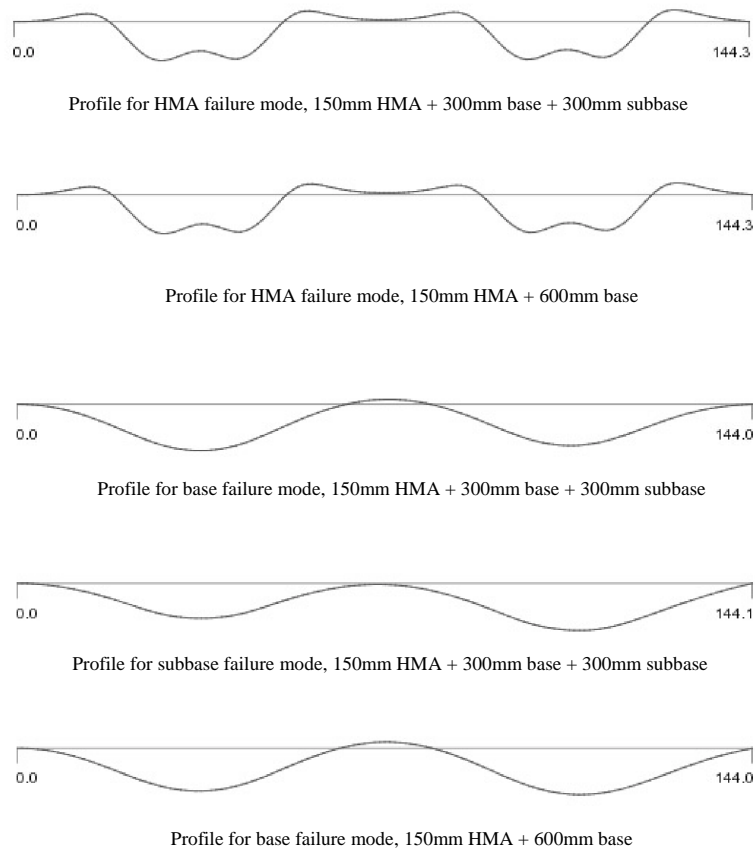 0.0 144.3
Profile for HMA failure mode, 150mm HMA + 300mm base + 300mm subbase
0.0 144.3
Profile for HMA failure mode, 150mm HMA + 600mm base
0.0 144.0
Profile for base failure mode, 150mm HMA + 300mm base + 300mm subbase
0.0 144.1
Profile for subbase failure mode, 150mm HMA + 300mm base + 300mm subbase
0.0 144.0
Profile for base failure mode, 150mm HMA + 600mm base